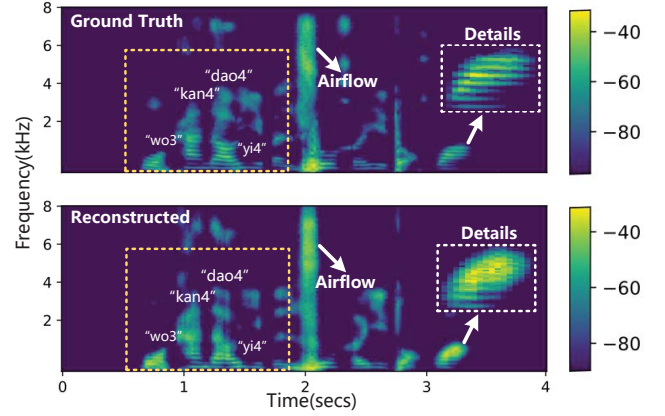 Ground Truth
Details
"dao4"
"kan4"
Airflow
"wo3"
"yi4"
8
6
4
2
−40
−60
−80
Frequency(kHz)
Reconstructed
Details
"dao4"
"kan4"
Airflow
"wo3"
"yi4"
8
6
4
2
−40
−60
−80
0
1
2
3
4
Time(secs)